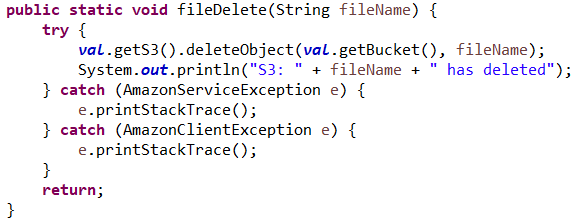 public static void fileDelete(String fileName) {
    try {
        val.getS3().deleteObject(val.getBucket(), fileName);
        System.out.println("S3: " + fileName + " has deleted");
    } catch (AmazonServiceException e) {
        e.printStackTrace();
    } catch (AmazonClientException e) {
        e.printStackTrace();
    }
    return;
}